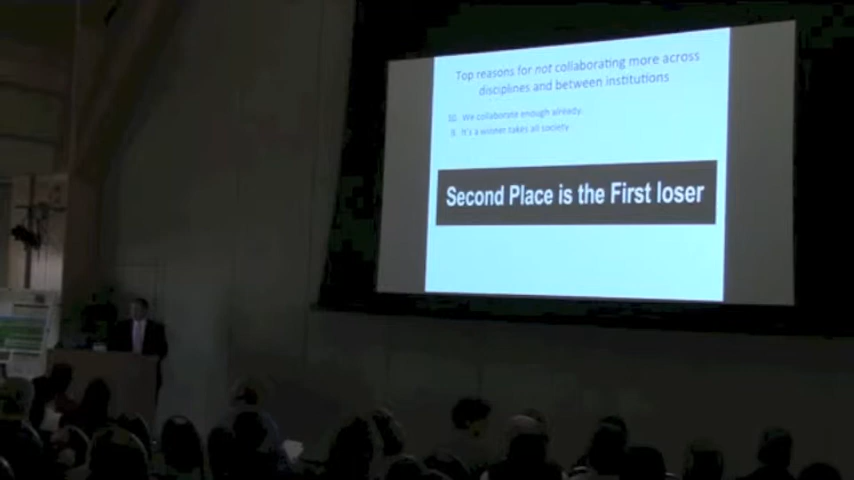 Top reasons for not collaborating more across
disciplines and between institutions
10. We collaborate enough already.
9. It's a winner takes all society
Second Place is the First loser